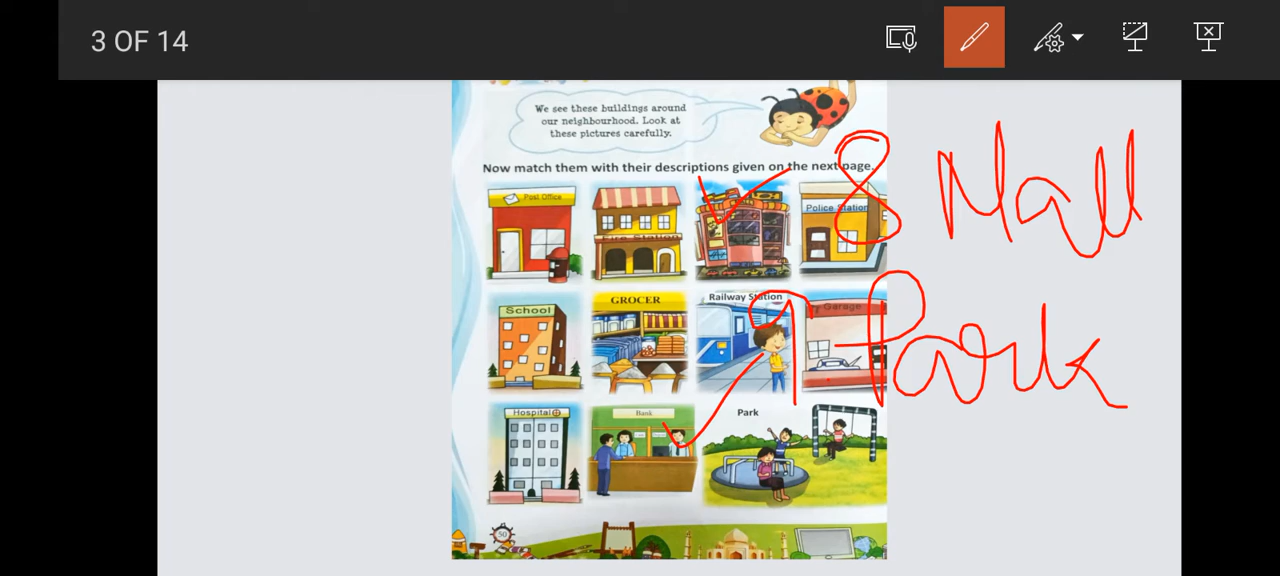 3 OF 14
We see these buildings around
our neighbourhood. Look at
these pictures carefully.
Now match them with their descriptions given on the next page.
8 Mall
Post Office
Fire Station
Police Station
9. Park
School
GROCER
Railway Station
Garage
Hospital
Bank
Park
50